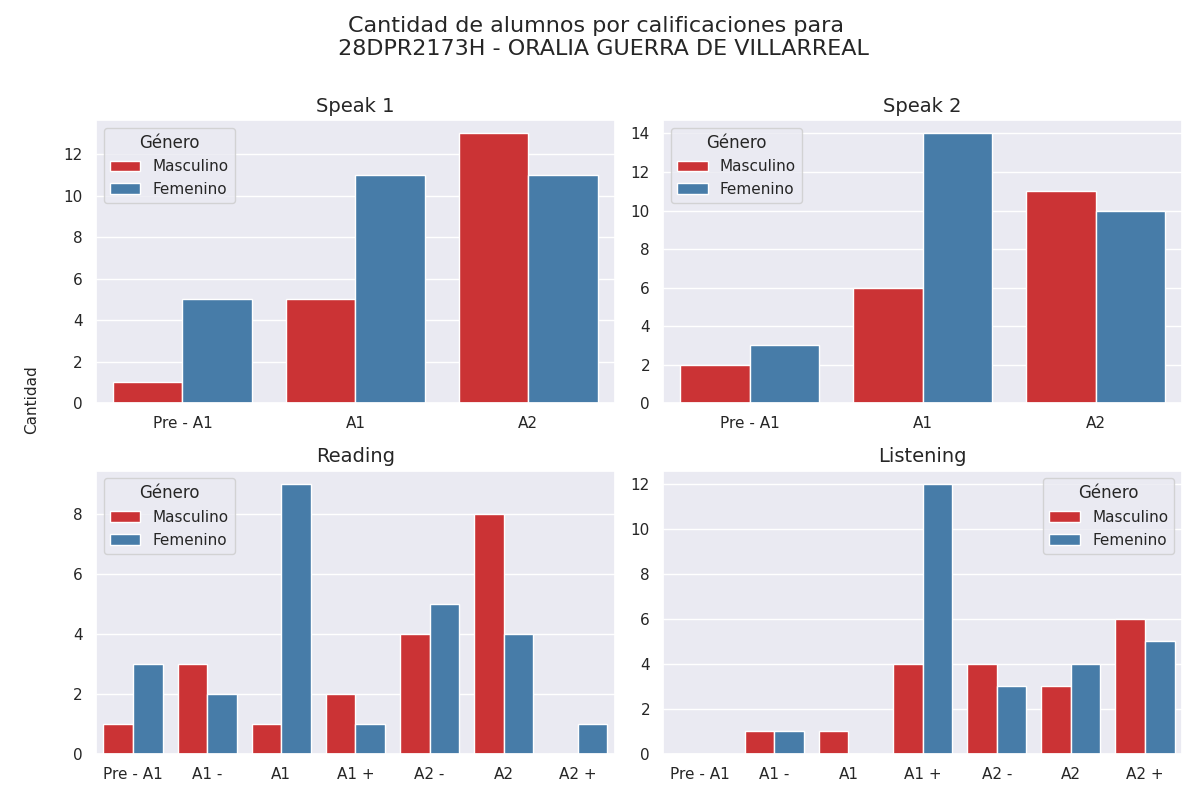 Cantidad de alumnos por calificaciones para
28DPR2173H - ORALIA GUERRA DE VILLARREAL
Cantidad
Speak 1
Género
Masculino
Femenino
12
10
8
6
4
2
0
Pre - A1 A1 A2
Speak 2
Género
Masculino
Femenino
14
12
10
8
6
4
2
0
Pre - A1 A1 A2
Reading
Género
Masculino
Femenino
8
6
4
2
0
Pre - A1 A1 - A1 A1 + A2 - A2 A2 +
Listening
Género
Masculino
Femenino
12
10
8
6
4
2
0
Pre - A1 A1 - A1 A1 + A2 - A2 A2 +